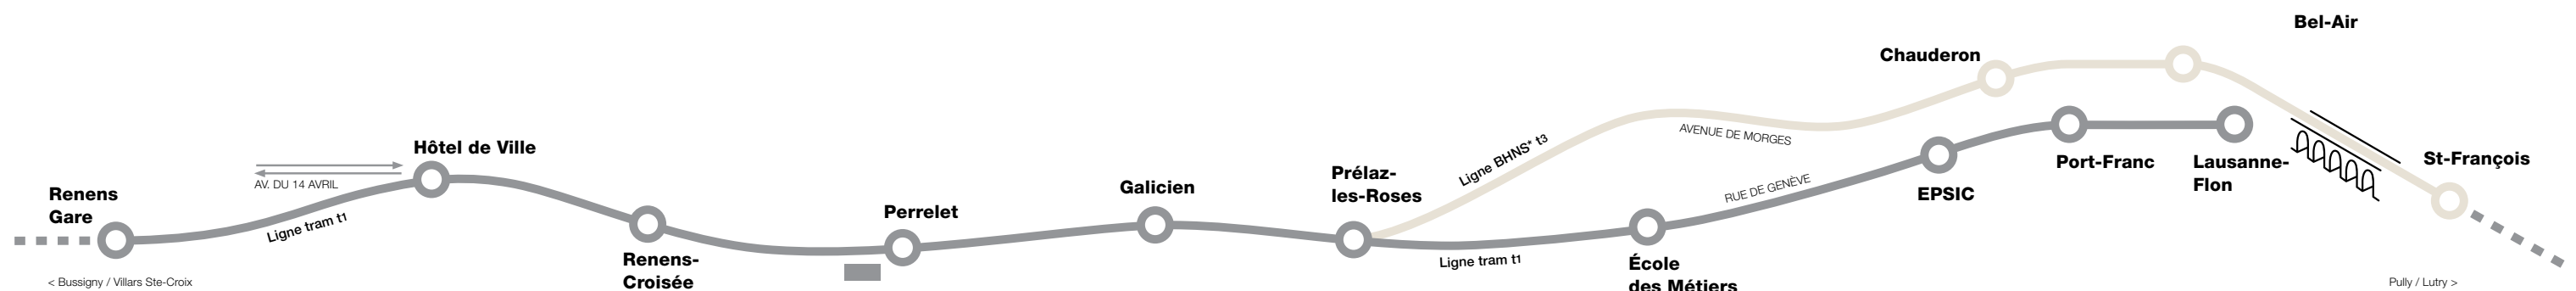 Renens
Gare
< Bussigny / Villars Ste-Croix
AV. DU 14 AVRIL
Ligne tram t1
Hôtel de Ville
Renens-
Croisée
Perrelet
Galicien
Prélaz-
les-Roses
Ligne BHNS* t3
Ligne tram t1
AVENUE DE MORGES
École
des Métiers
RUE DE GENÈVE
Chauderon
EPSIC
Port-Franc
Lausanne-
Flon
Bel-Air
St-François
Pully / Lutry >